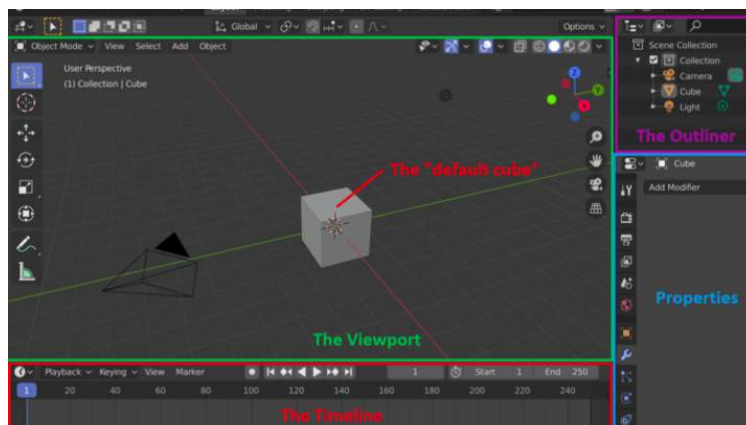 Global
Options
Object Mode View Select Add Object
User Perspective
(1) Collection | Cube
Z
X
The "default cube"
The Viewport
Scene Collection
Collection
Camera
Cube
Light
The Outliner
Cube
Add Modifier
Properties
Playback Keying View Marker 1 Start 1 End 250
1 20 40 60 80 100 120 140 160 180 200 220 240
The Timeline